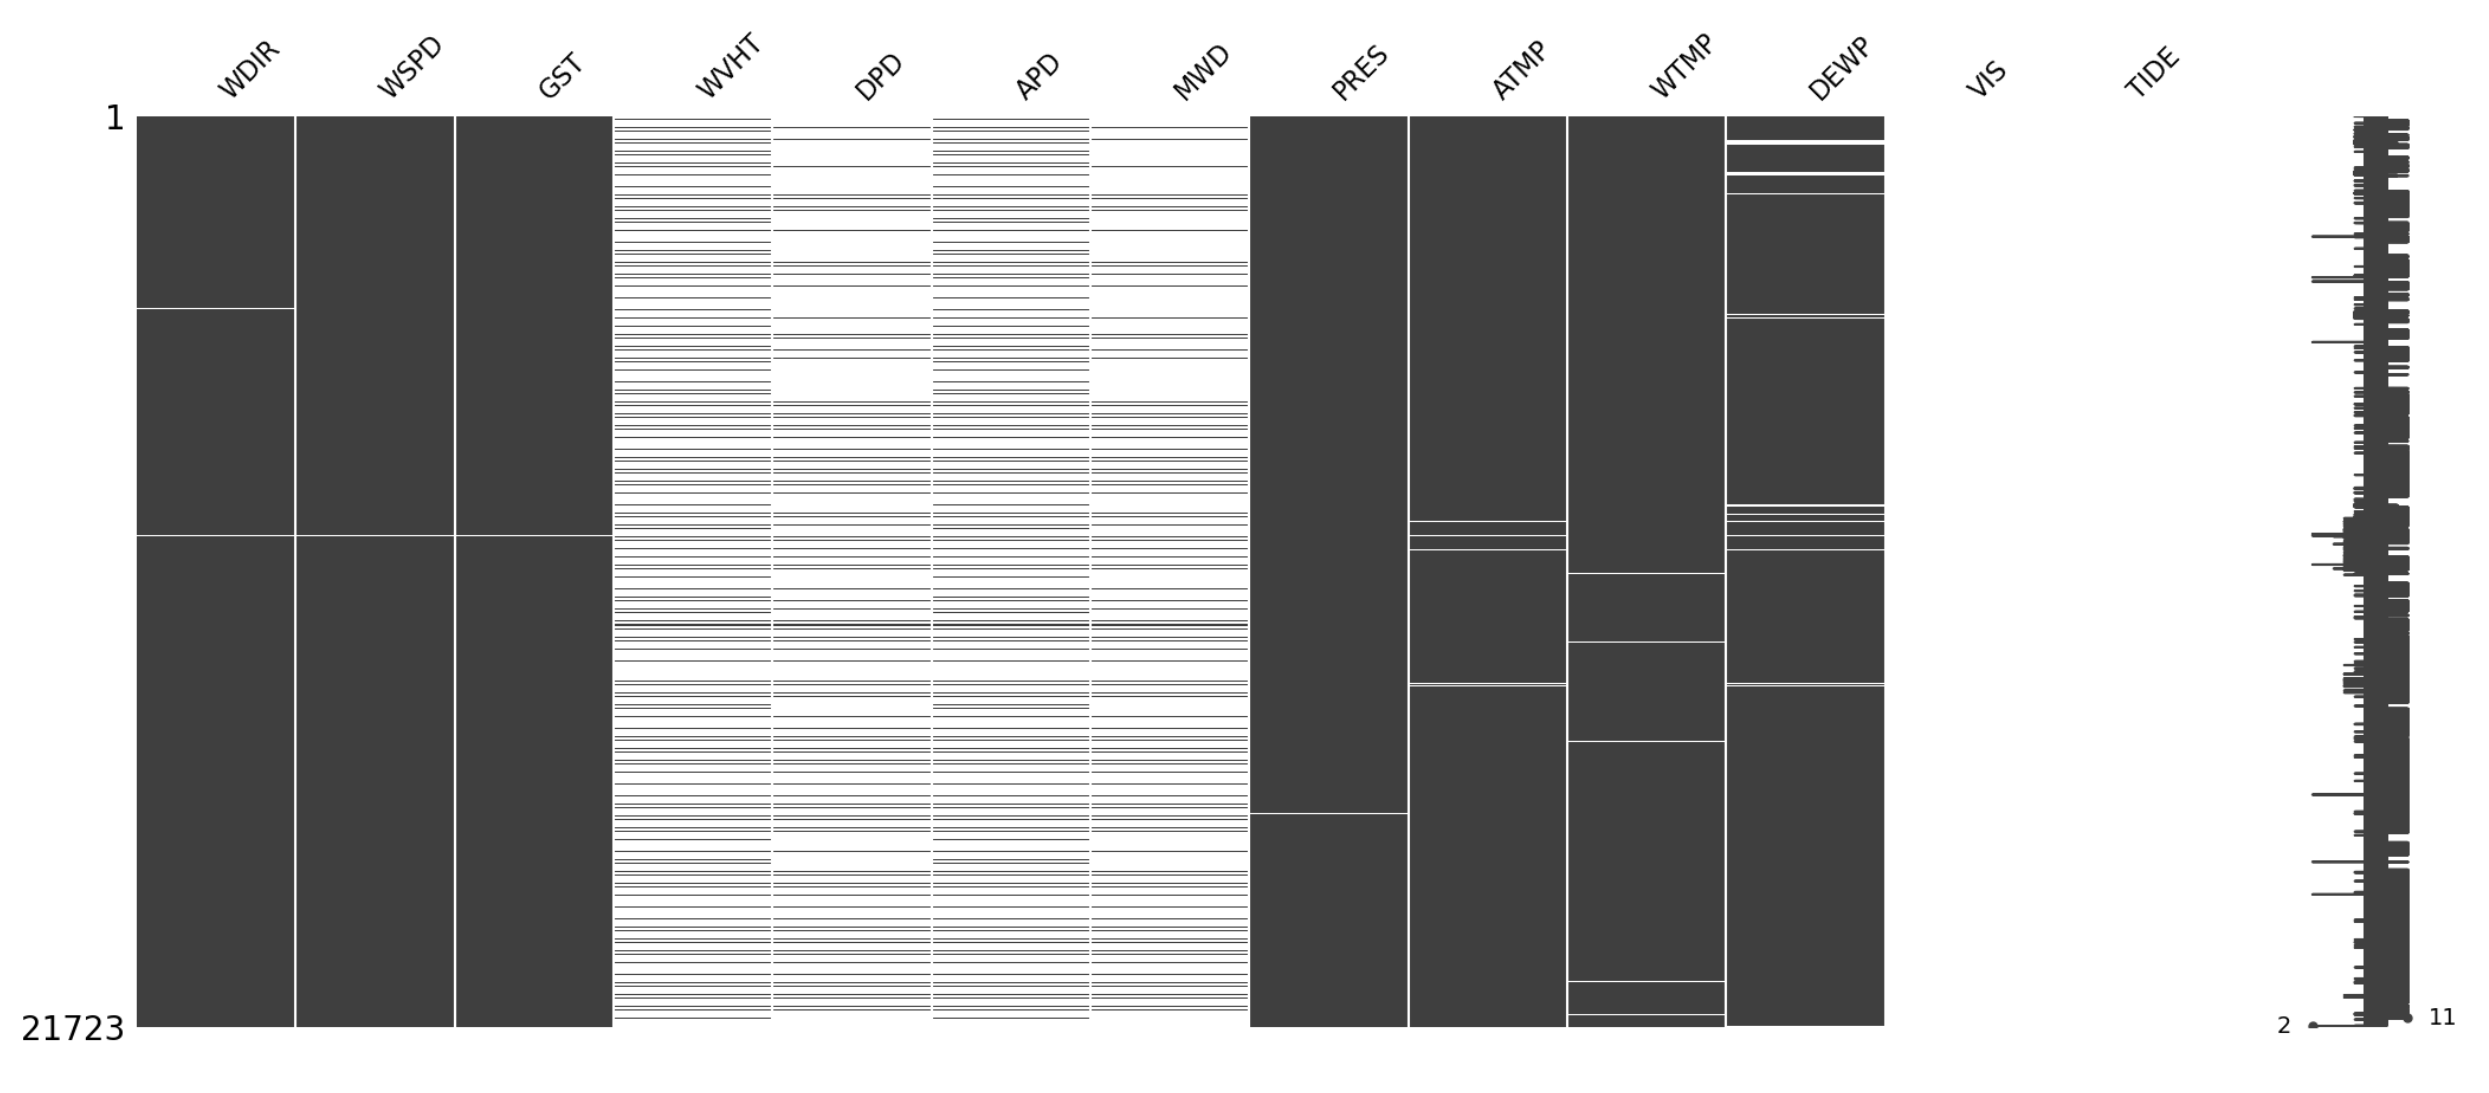 WDIR WSPD GST WVHT DPD APD MWD PRES ATMP WTMP DEWP VIS TIDE
1
21723
2 11